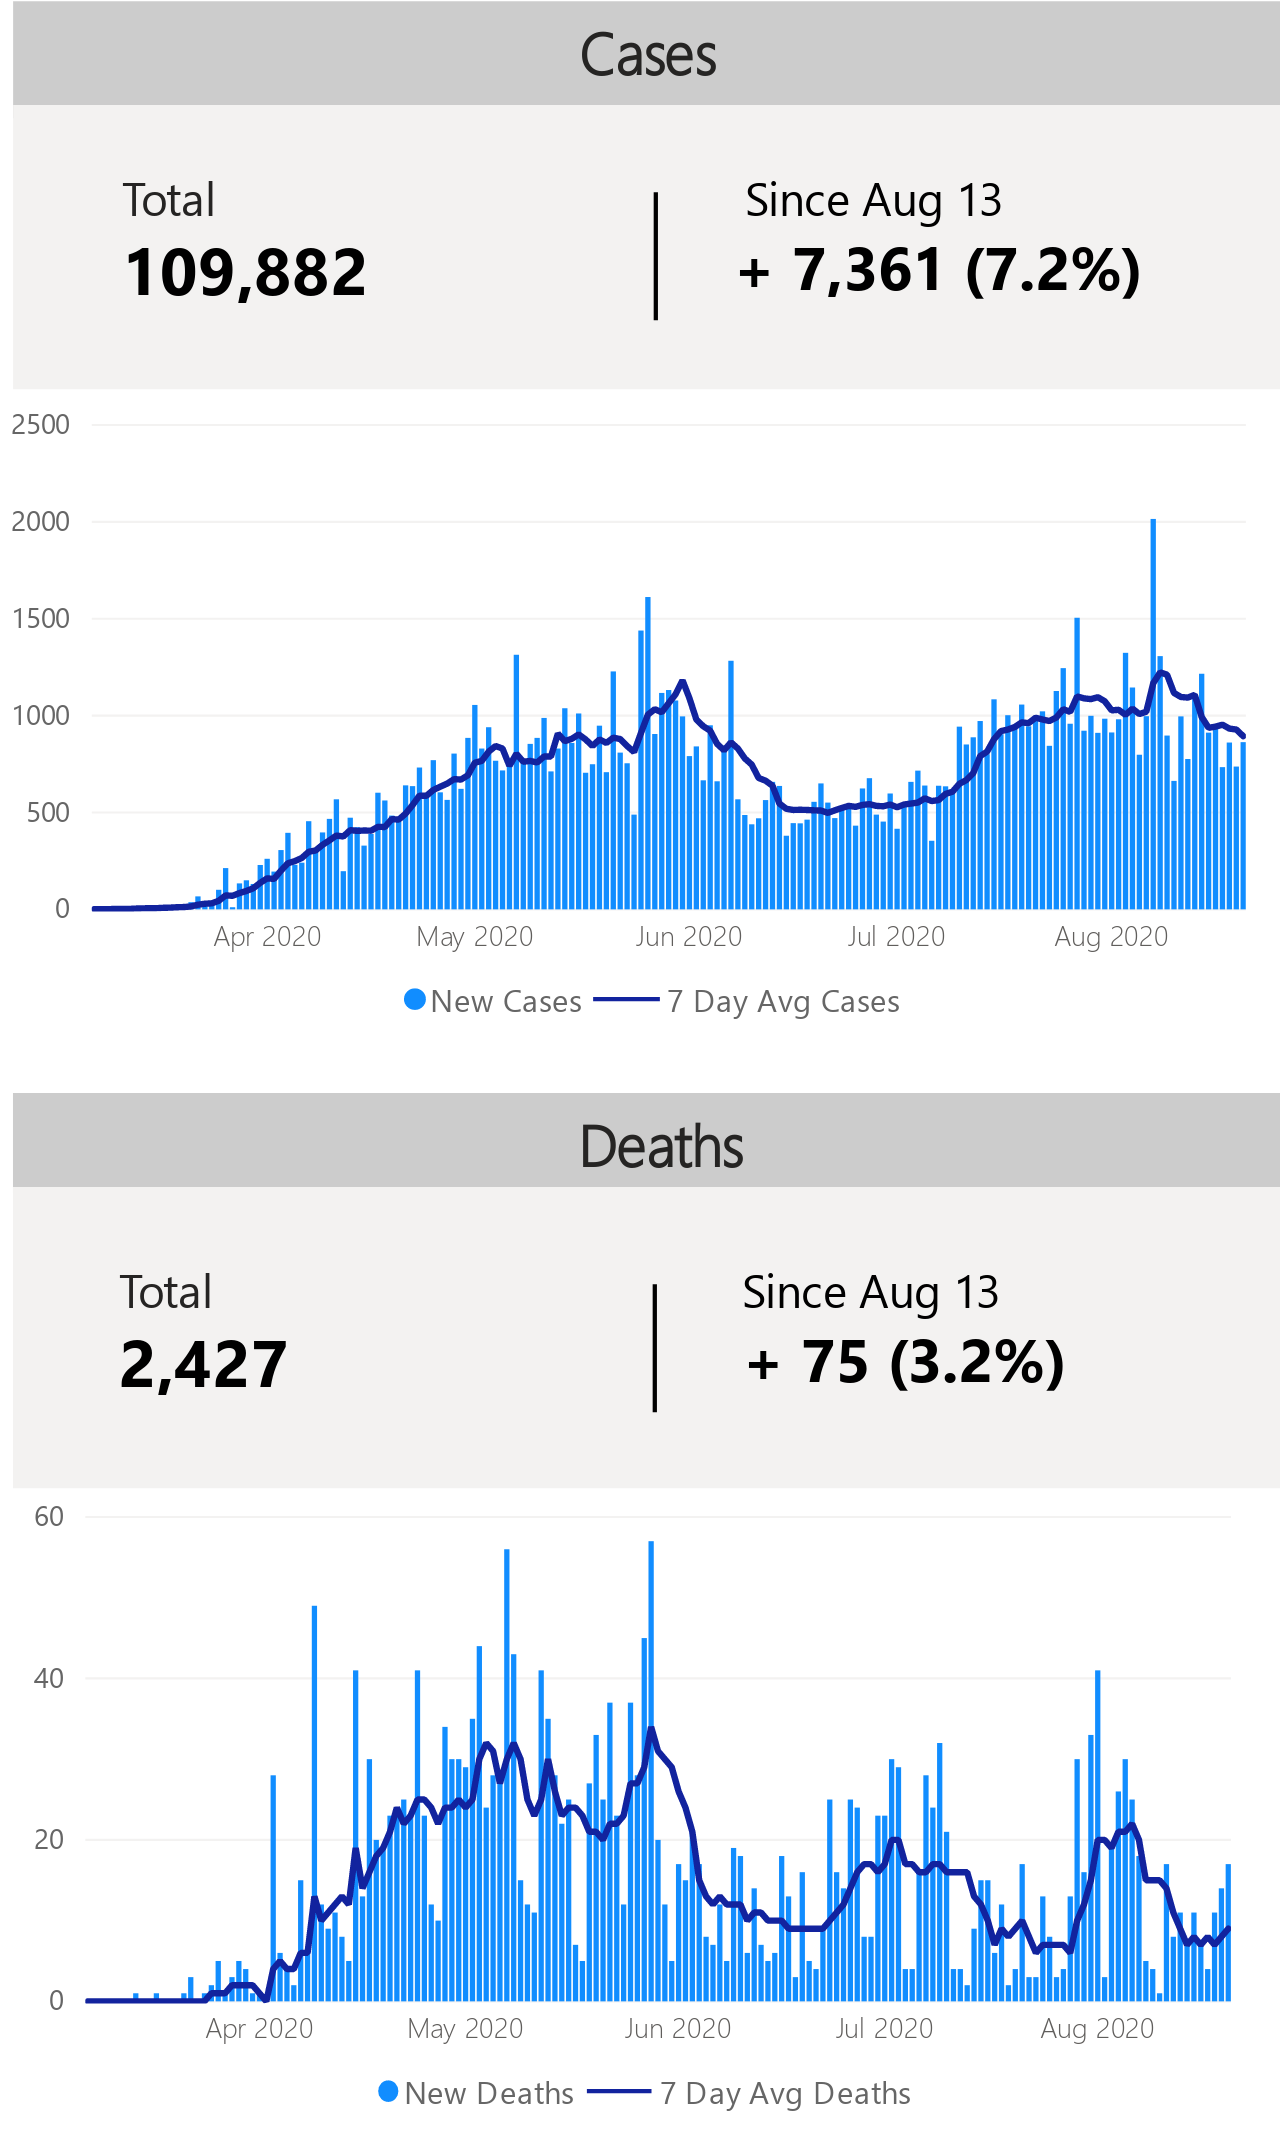 Cases
Total
Since Aug 13
109,882
+ 7,361 (7.2%)
2500
2000
1500
1000
500
0
Apr 2020 May 2020 Jun 2020 Jul 2020 Aug 2020
New Cases 7 Day Avg Cases
Deaths
Total
Since Aug 13
2,427
+ 75 (3.2%)
60
40
20
0
Apr 2020 May 2020 Jun 2020 Jul 2020 Aug 2020
New Deaths 7 Day Avg Deaths